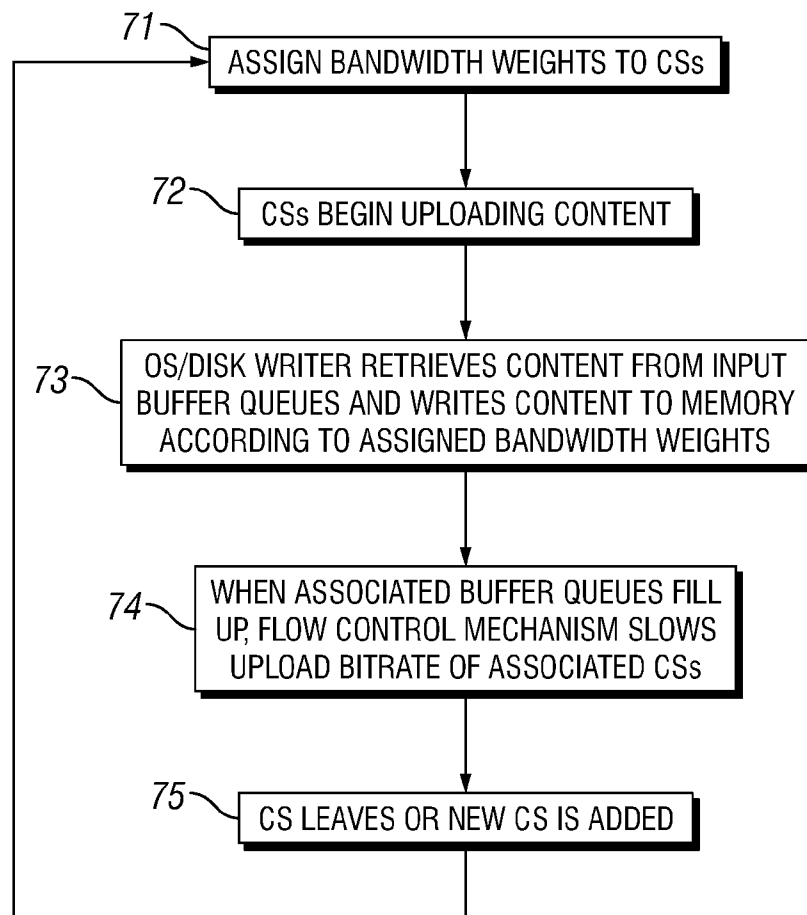 71
ASSIGN BANDWIDTH WEIGHTS TO CSs
72
CSs BEGIN UPLOADING CONTENT
73
OS/DISK WRITER RETRIEVES CONTENT FROM INPUT
BUFFER QUEUES AND WRITES CONTENT TO MEMORY
ACCORDING TO ASSIGNED BANDWIDTH WEIGHTS
74
WHEN ASSOCIATED BUFFER QUEUES FILL
UP, FLOW CONTROL MECHANISM SLOWS
UPLOAD BITRATE OF ASSOCIATED CSs
75
CS LEAVES OR NEW CS IS ADDED